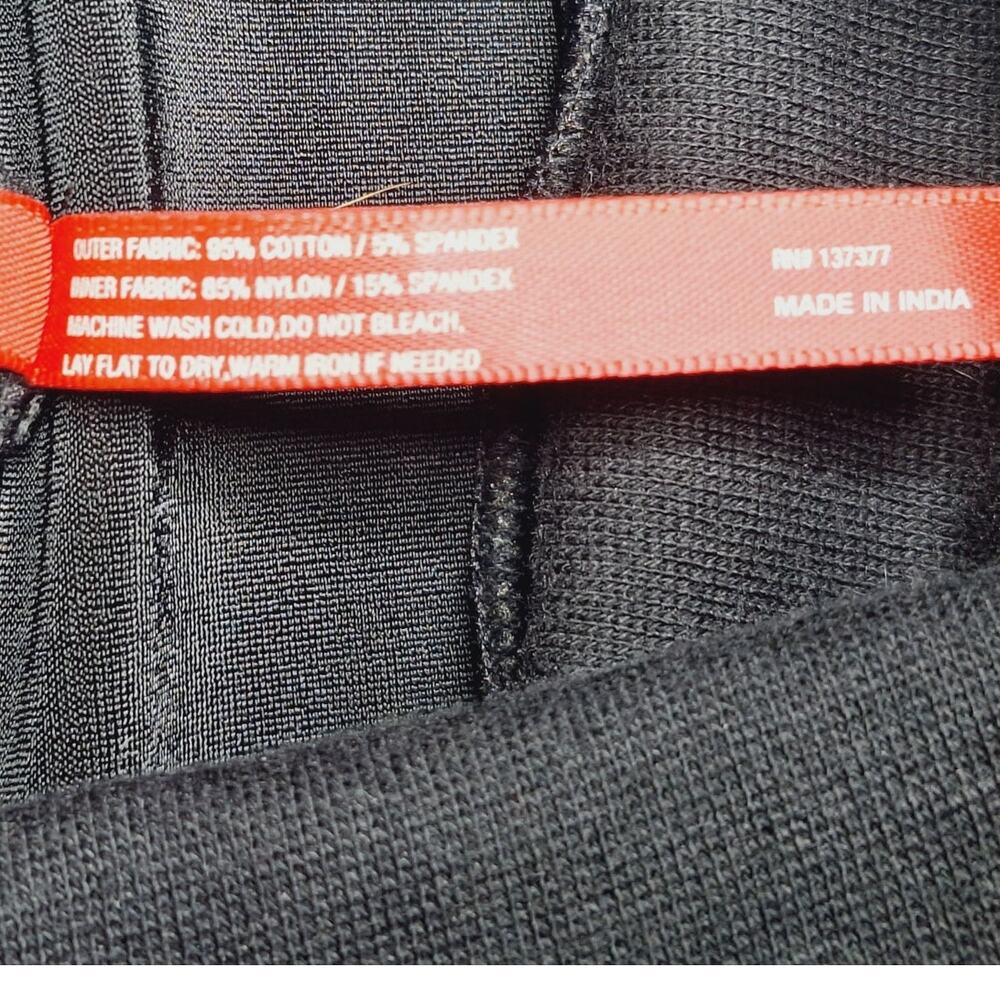 OUTER FABRIC: 95% COTTON / 5% SPANDEX
INNER FABRIC: 85% NYLON / 15% SPANDEX
MACHINE WASH COLD,DO NOT BLEACH,
LAY FLAT TO DRY,WARM IRON IF NEEDED
RN# 137377
MADE IN INDIA